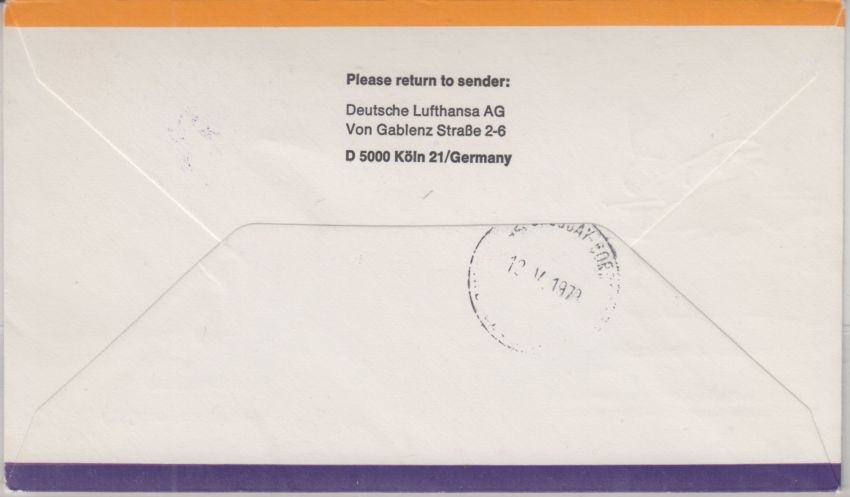 Please return to sender:
Deutsche Lufthansa AG
Von Gablenz Straße 2-6
D 5000 Köln 21/Germany